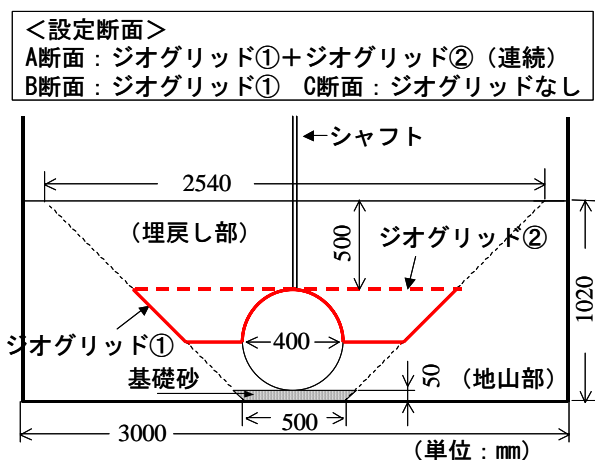 ＜設定断面＞
A断面：ジオグリッド①＋ジオグリッド②（連続）
B断面：ジオグリッド①　C断面：ジオグリッドなし
シャフト
2540
（埋戻し部）
500
ジオグリッド②
1020
ジオグリッド①
400
基礎砂
50
（地山部）
500
3000
（単位：㎜）